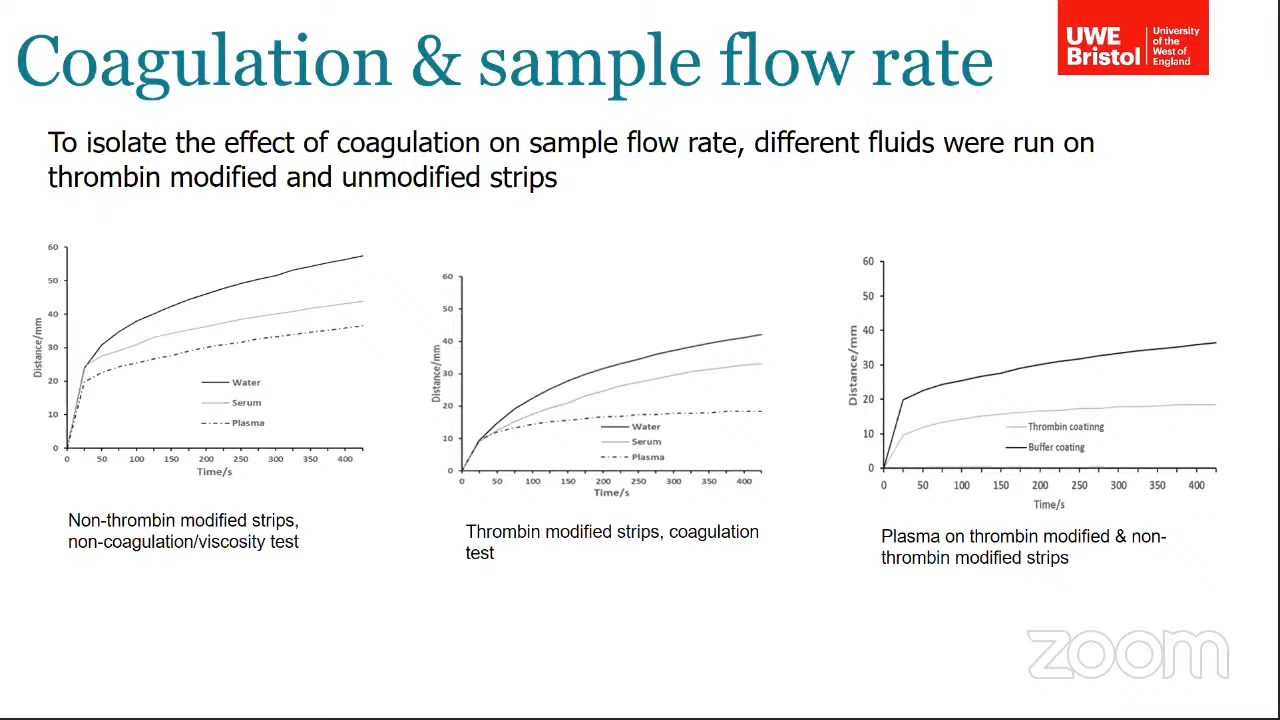 Coagulation & sample flow rate
UWE
Bristol
University
of the
West of
England
To isolate the effect of coagulation on sample flow rate, different fluids were run on
thrombin modified and unmodified strips
60
50
40
30
20
10
0
Distance/mm
Water
Serum
Plasma
0 50 100 150 200 250 300 350 400
Time/s
Non-thrombin modified strips,
non-coagulation/viscosity test
60
50
40
30
20
10
0
Distance/mm
Water
Serum
Plasma
0 50 100 150 200 250 300 350 400
Time/s
Thrombin modified strips, coagulation
test
60
50
40
30
20
10
0
Distance/mm
Thrombin coatinng
Buffer coating
0 50 100 150 200 250 300 350 400
Time/s
Plasma on thrombin modified & non-
thrombin modified strips
zoom